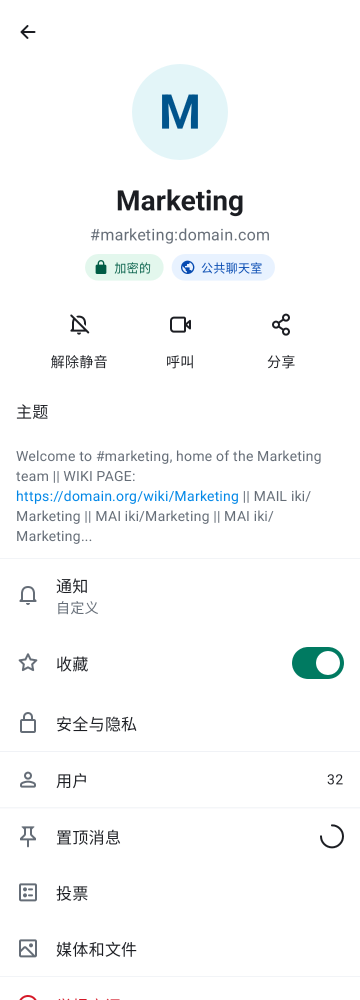 M
Marketing
#marketing:domain.com
加密的
公共聊天室
解除静音
呼叫
分享
主题
Welcome to #marketing, home of the Marketing
team || WIKI PAGE:
https://domain.org/wiki/Marketing || MAIL iki/
Marketing || MAI iki/Marketing || MAI iki/
Marketing...
通知
自定义
收藏
安全与隐私
用户
32
置顶消息
投票
媒体和文件